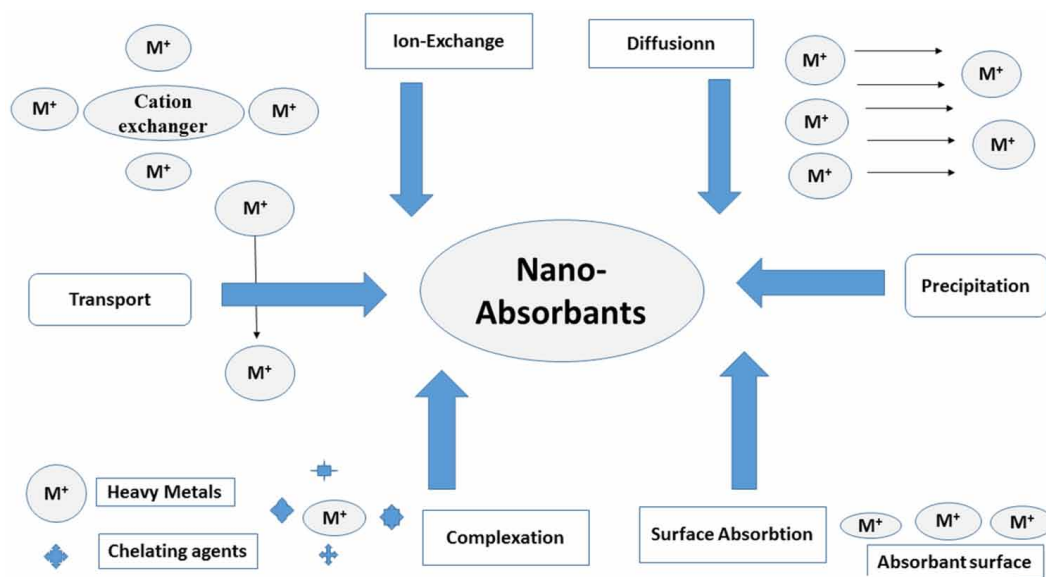 M⁺
Ion-Exchange
Diffusionn
M⁺
M⁺
M⁺
Cation
exchanger
M⁺
M⁺
M⁺
M⁺
M⁺
M⁺
Nano-
Absorbants
Transport
Precipitation
M⁺
M⁺
Heavy Metals
M⁺
Complexation
Surface Absorbtion
M⁺
M⁺
M⁺
Chelating agents
Absorbant surface